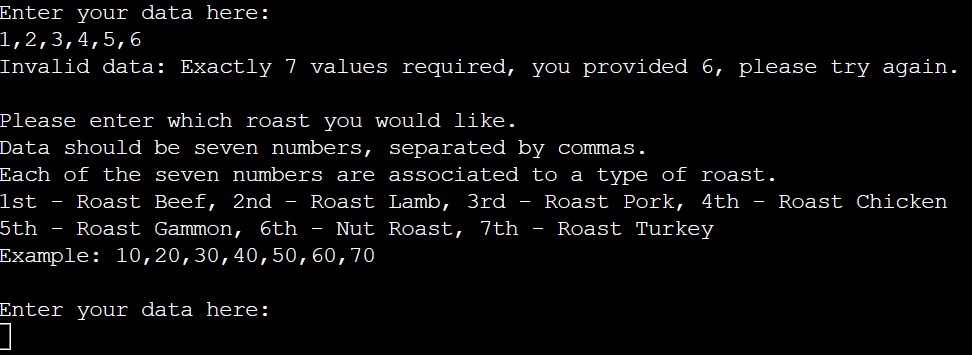 Enter your data here:
1,2,3,4,5,6
Invalid data: Exactly 7 values required, you provided 6, please try again.
Please enter which roast you would like.
Data should be seven numbers, separated by commas.
Each of the seven numbers are associated to a type of roast.
1st - Roast Beef, 2nd - Roast Lamb, 3rd - Roast Pork, 4th - Roast Chicken
5th - Roast Gammon, 6th - Nut Roast, 7th - Roast Turkey
Example: 10,20,30,40,50,60,70
Enter your data here: